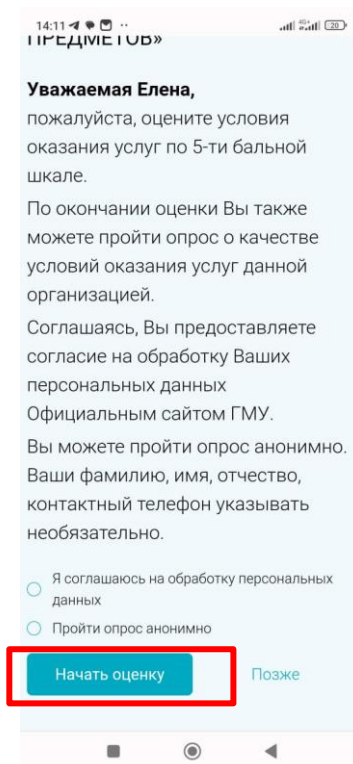 14:11
4G+
20
ПРЕДМЕТОВ»
Уважаемая Елена,
пожалуйста, оцените условия
оказания услуг по 5-ти бальной
шкале.
По окончании оценки Вы также
можете пройти опрос о качестве
условий оказания услуг данной
организацией.
Соглашаясь, Вы предоставляете
согласие на обработку Ваших
персональных данных
Официальным сайтом ГМУ.
Вы можете пройти опрос анонимно.
Ваши фамилию, имя, отчество,
контактный телефон указывать
необязательно.
Я соглашаюсь на обработку персональных
данных
Пройти опрос анонимно
Начать оценку Позже